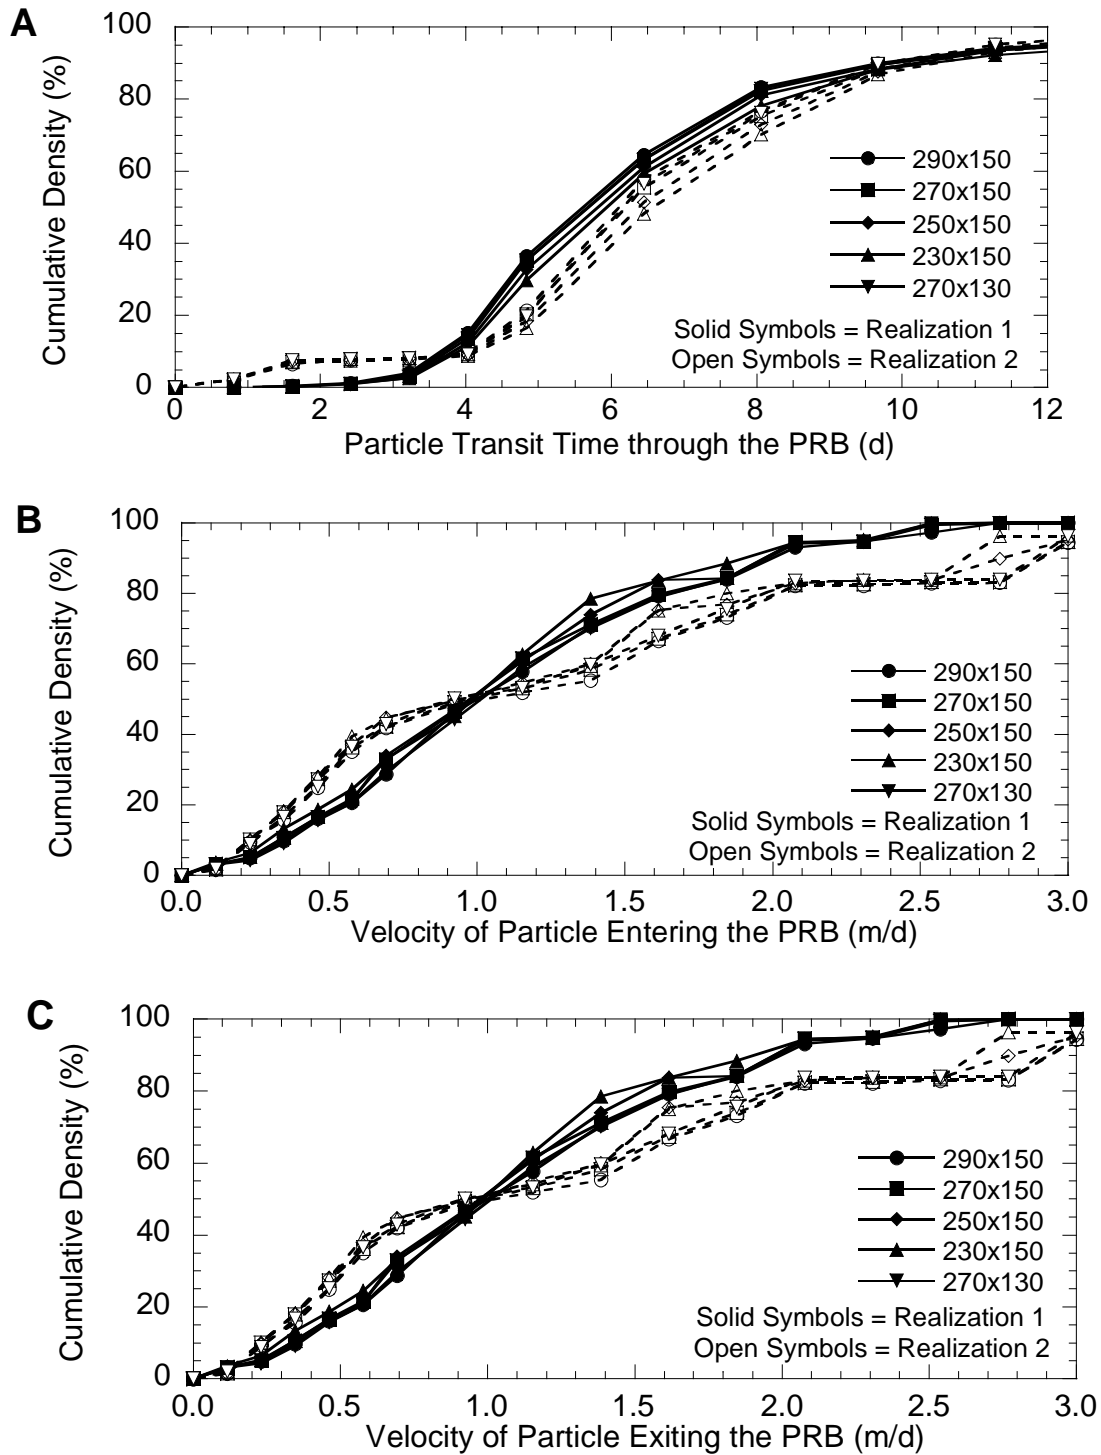 A
100
80
60
40
20
0
Cumulative Density (%)
290x150
270x150
250x150
230x150
270x130
Solid Symbols = Realization 1
Open Symbols = Realization 2
0 2 4 6 8 10 12
Particle Transit Time through the PRB (d)
B
100
80
60
40
20
0
Cumulative Density (%)
290x150
270x150
250x150
230x150
270x130
Solid Symbols = Realization 1
Open Symbols = Realization 2
0.0 0.5 1.0 1.5 2.0 2.5 3.0
Velocity of Particle Entering the PRB (m/d)
C
100
80
60
40
20
0
Cumulative Density (%)
290x150
270x150
250x150
230x150
270x130
Solid Symbols = Realization 1
Open Symbols = Realization 2
0.0 0.5 1.0 1.5 2.0 2.5 3.0
Velocity of Particle Exiting the PRB (m/d)